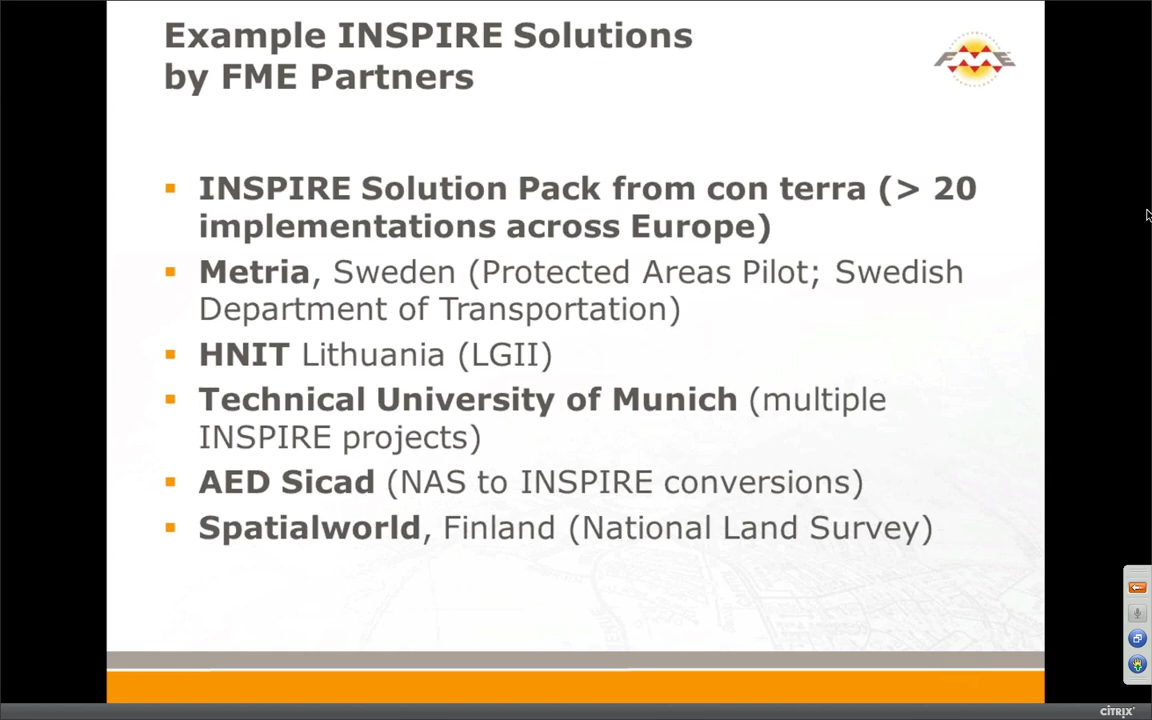 Example INSPIRE Solutions
by FME Partners
FME
INSPIRE Solution Pack from con terra (> 20
implementations across Europe)
Metria, Sweden (Protected Areas Pilot; Swedish
Department of Transportation)
HNIT Lithuania (LGII)
Technical University of Munich (multiple
INSPIRE projects)
AED Sicad (NAS to INSPIRE conversions)
Spatialworld, Finland (National Land Survey)
CITRIX